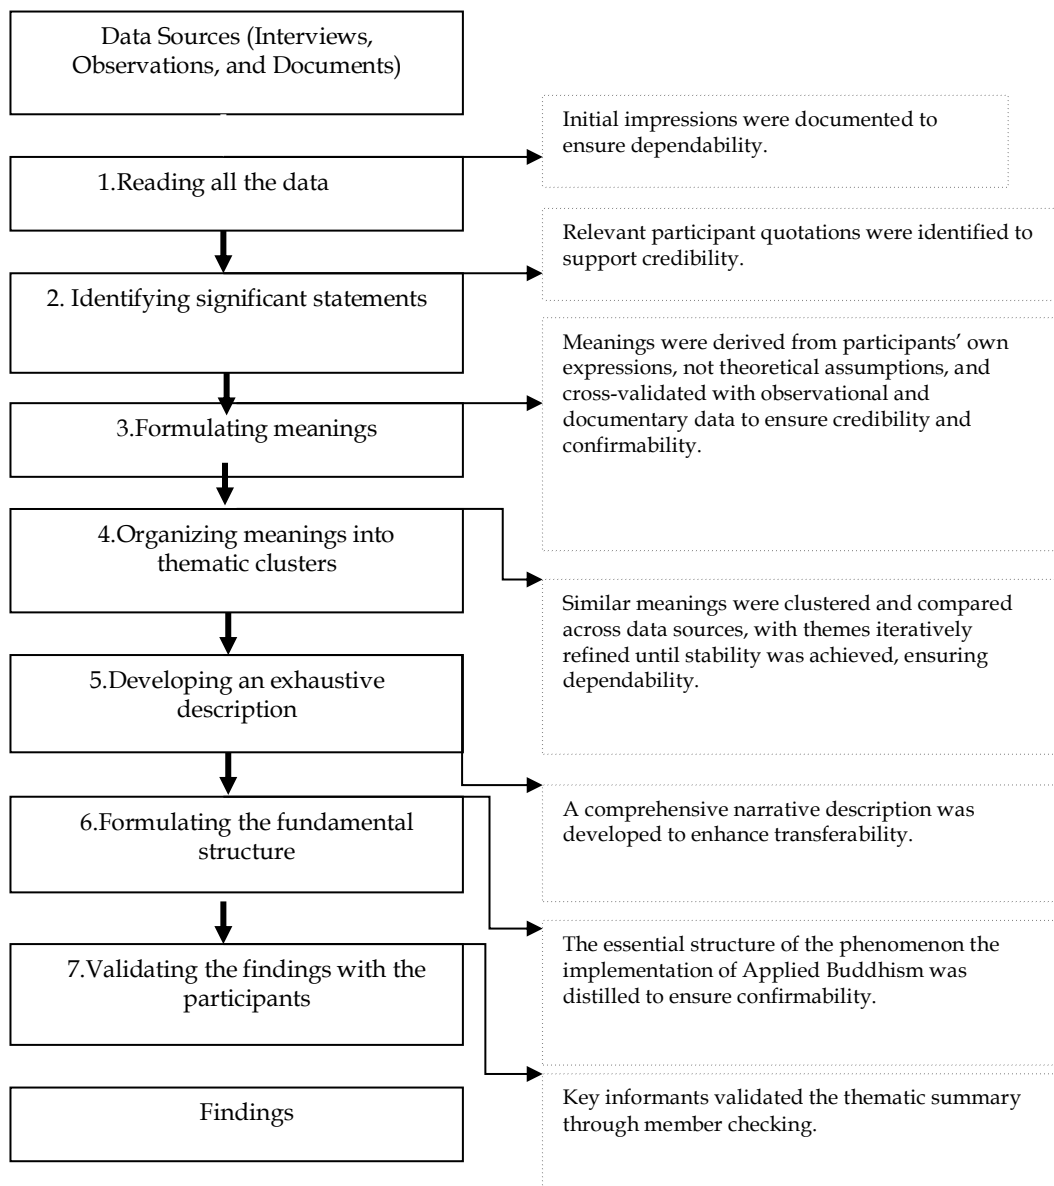 Data Sources (Interviews,
Observations, and Documents)
Initial impressions were documented to
ensure dependability.
1.Reading all the data
Relevant participant quotations were identified to
support credibility.
2. Identifying significant statements
Meanings were derived from participants’ own
expressions, not theoretical assumptions, and
cross-validated with observational and
documentary data to ensure credibility and
confirmability.
3.Formulating meanings
4.Organizing meanings into
thematic clusters
Similar meanings were clustered and compared
across data sources, with themes iteratively
refined until stability was achieved, ensuring
dependability.
5.Developing an exhaustive
description
A comprehensive narrative description was
developed to enhance transferability.
6.Formulating the fundamental
structure
The essential structure of the phenomenon the
implementation of Applied Buddhism was
distilled to ensure confirmability.
7.Validating the findings with the
participants
Key informants validated the thematic summary
through member checking.
Findings